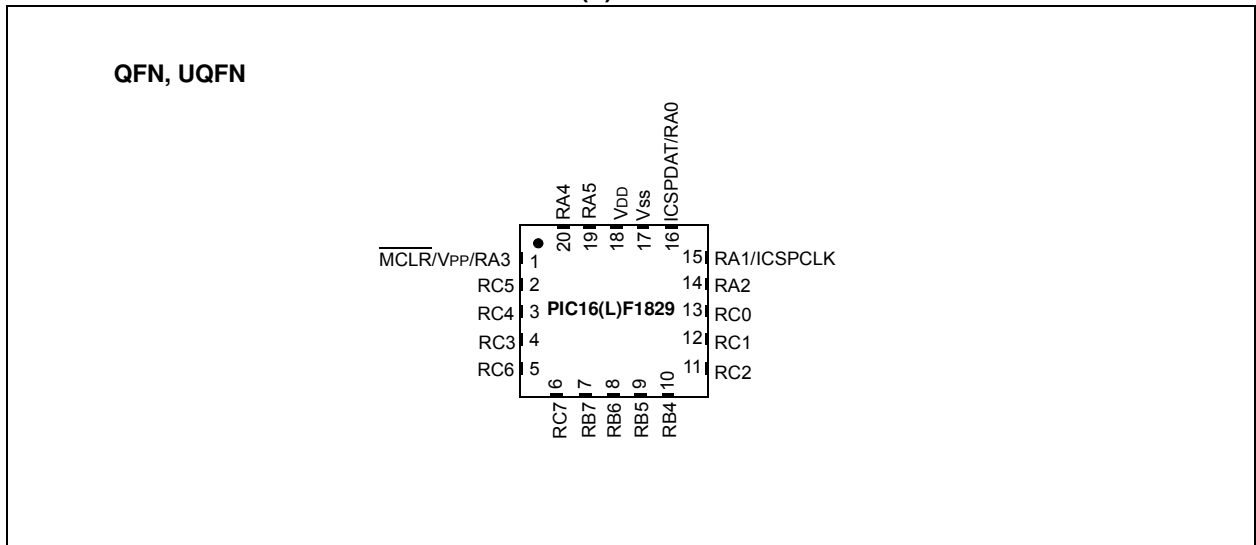 QFN, UQFN
20 RA4
19 RA5
18 VDD
17 Vss
16 ICSPDAT/RA0
MCLR/VPP/RA3 1
RC5 2
RC4 3
RC3 4
RC6 5
PIC16(L)F1829
15 RA1/ICSPCLK
14 RA2
13 RC0
12 RC1
11 RC2
RC7 6
RB7 7
RB6 8
RB5 9
RB4 10